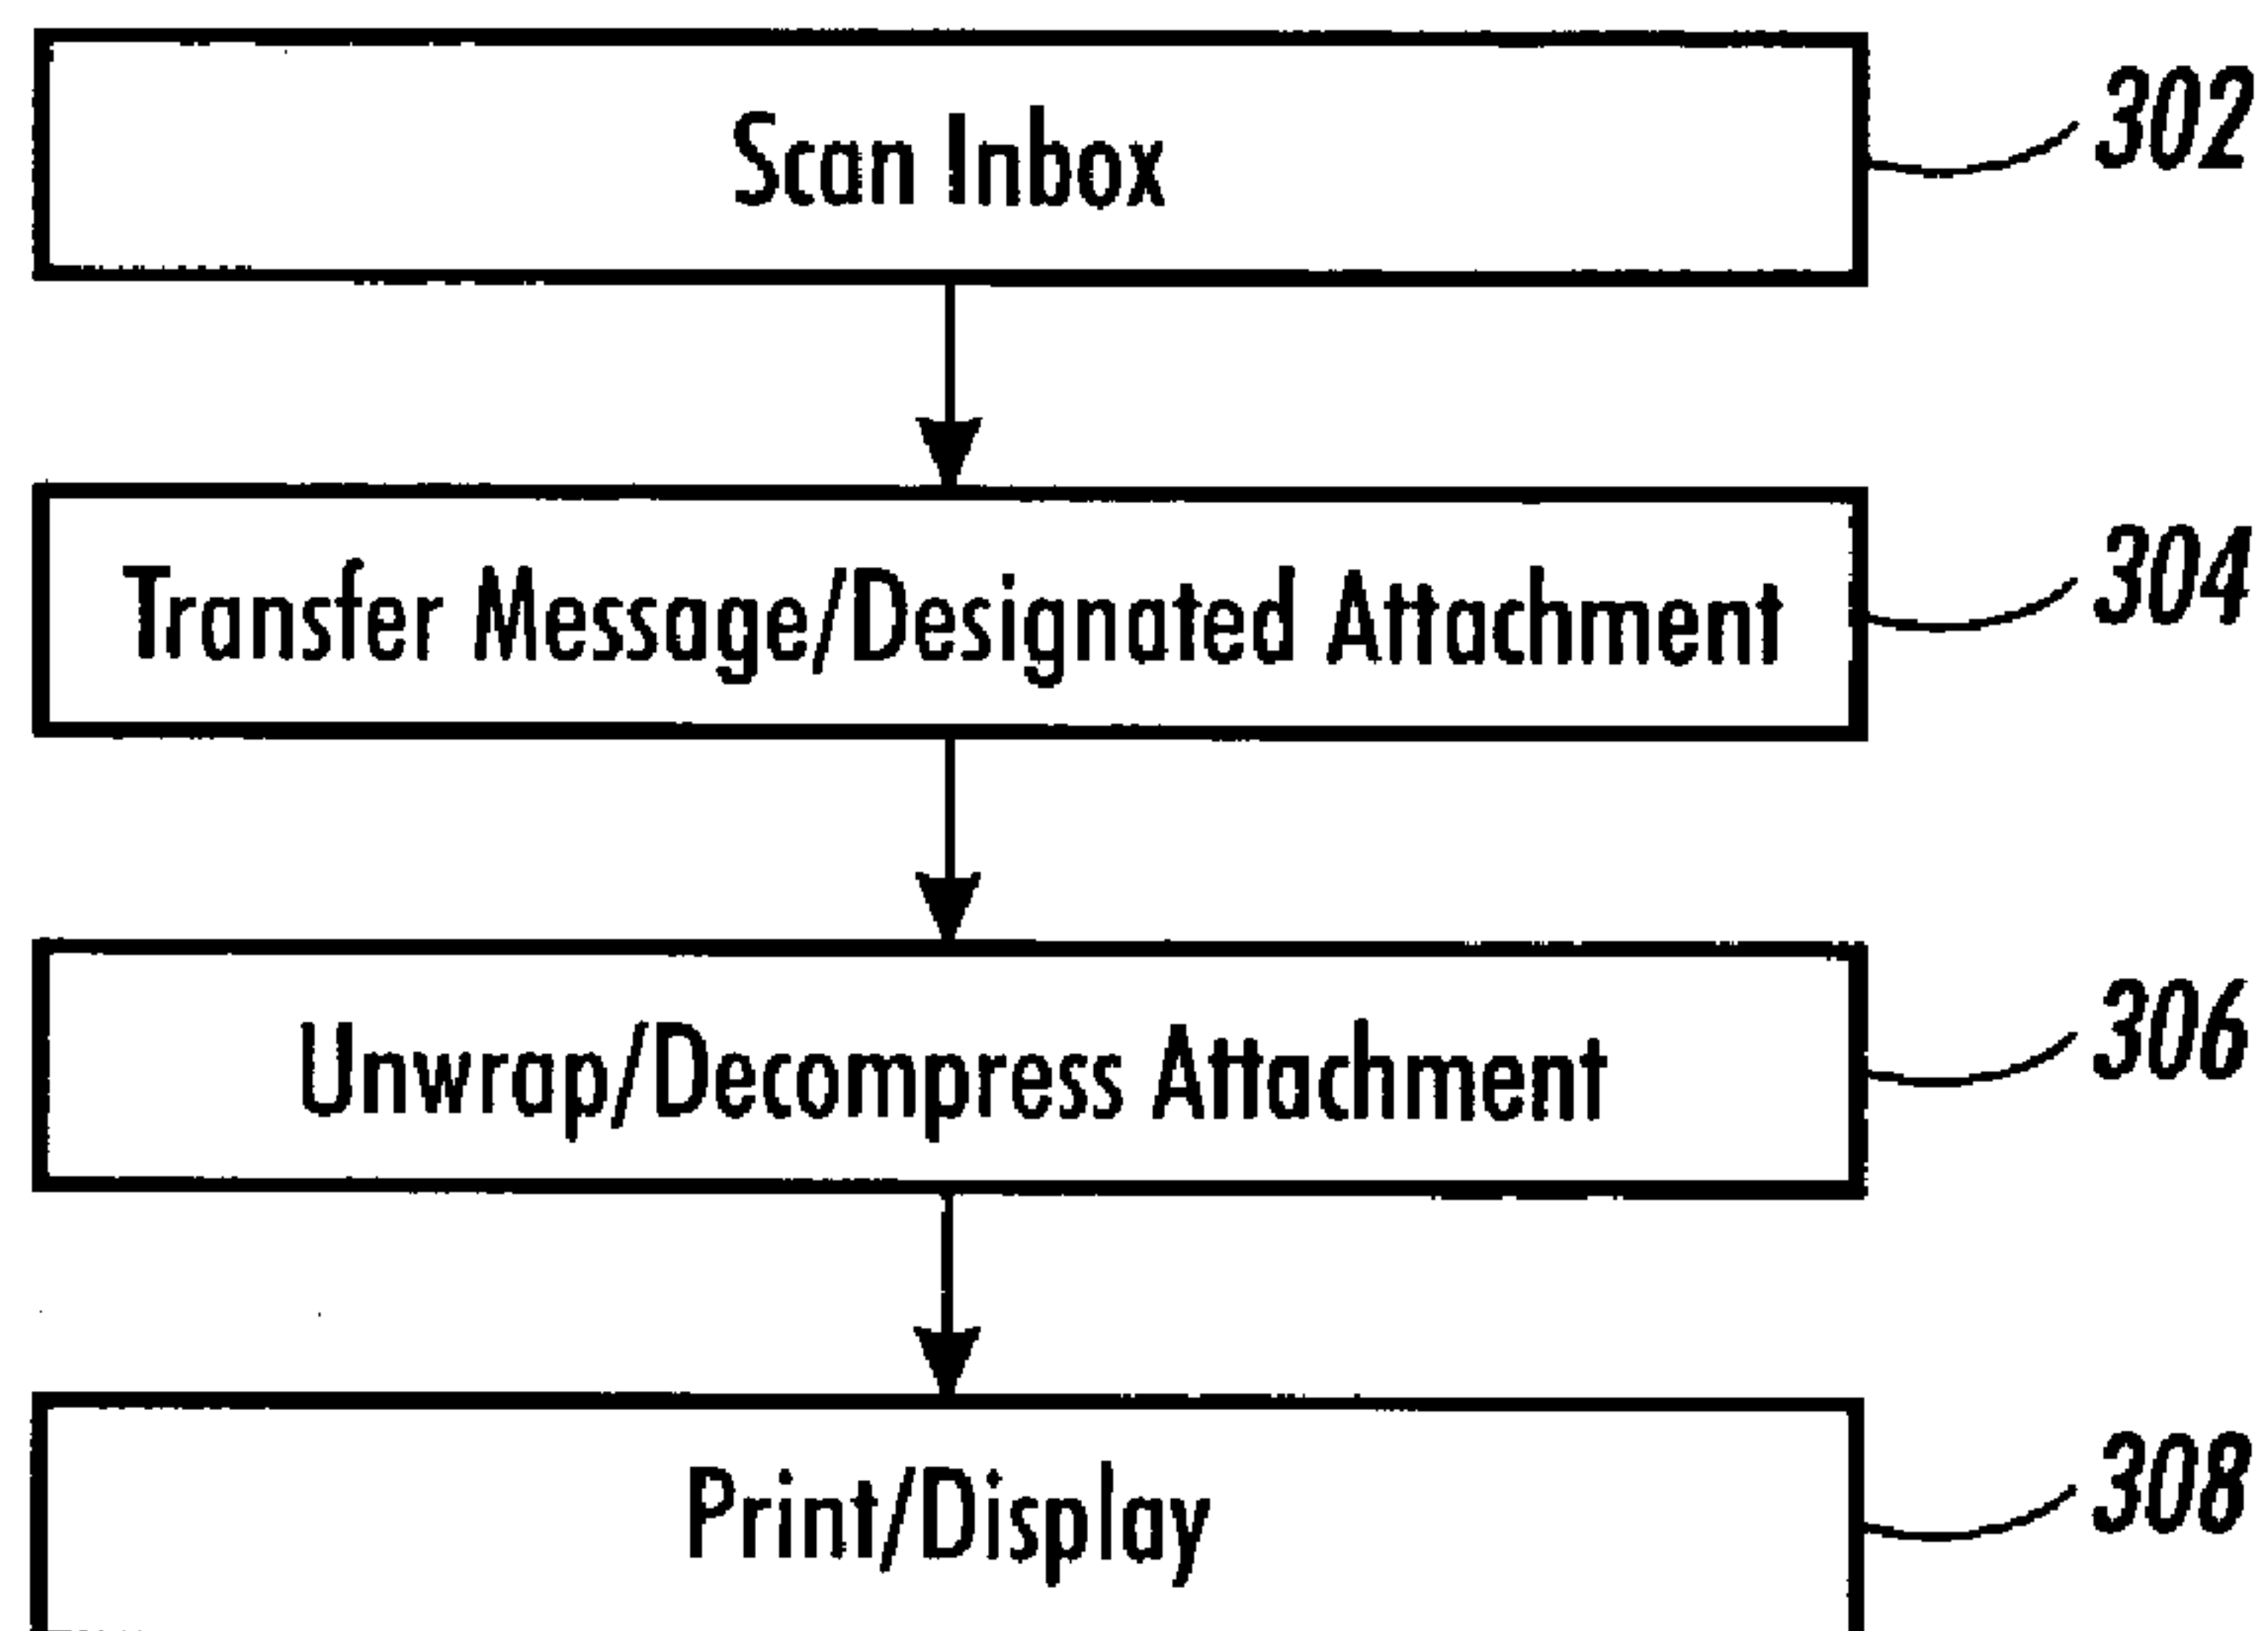 Scan Inbox 302
Transfer Message/Designated Attachment 304
Unwrap/Decompress Attachment 306
Print/Display 308